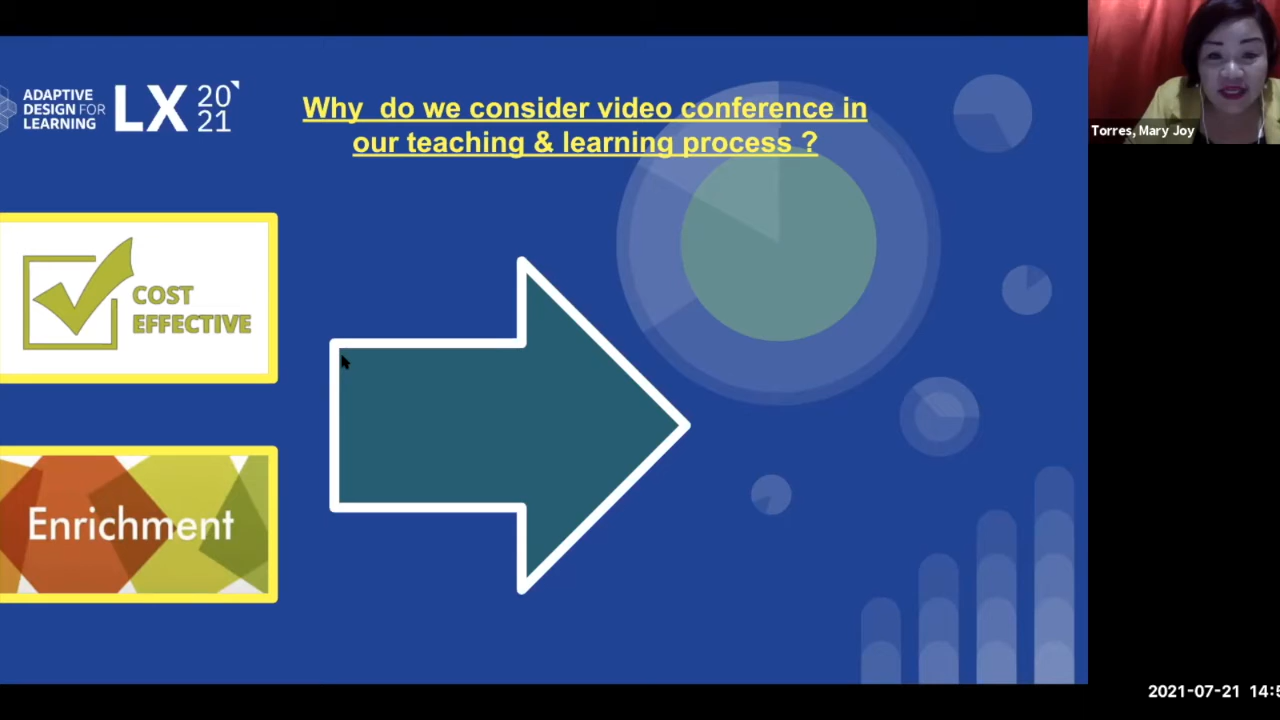 ADAPTIVE
DESIGN FOR
LEARNING
LX
20
21
Why do we consider video conference in
our teaching & learning process ?
COST
EFFECTIVE
Enrichment
Torres, Mary Joy
2021-07-21 14:5